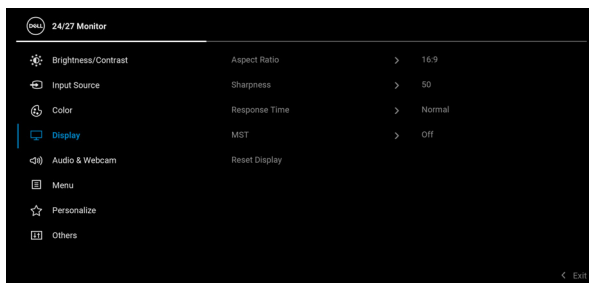 DELL 24/27 Monitor
Brightness/Contrast Aspect Ratio > 16:9
Input Source Sharpness > 50
Color Response Time > Normal
Display MST > Off
Audio & Webcam Reset Display
Menu
Personalize
Others
< Exit